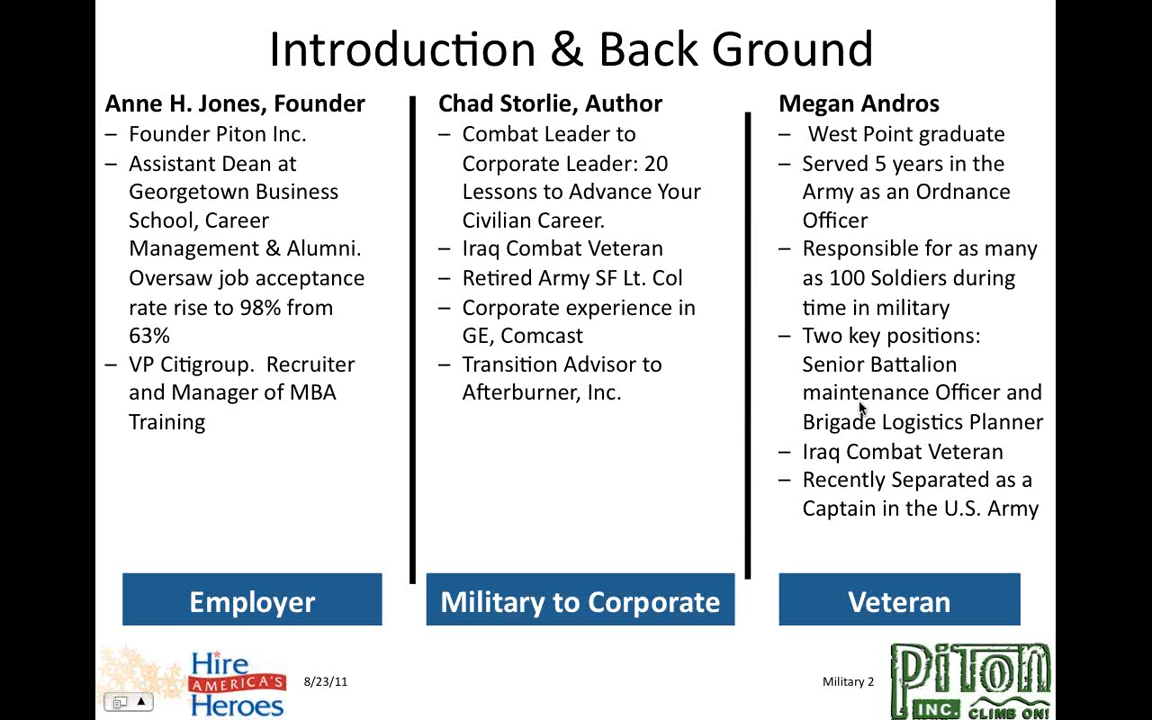 Introduction & Back Ground
Anne H. Jones, Founder
– Founder Piton Inc.
– Assistant Dean at
Georgetown Business
School, Career
Management & Alumni.
Oversaw job acceptance
rate rise to 98% from
63%
– VP Citigroup.  Recruiter
and Manager of MBA
Training
Employer
Chad Storlie, Author
– Combat Leader to
Corporate Leader: 20
Lessons to Advance Your
Civilian Career.
– Iraq Combat Veteran
– Retired Army SF Lt. Col
– Corporate experience in
GE, Comcast
– Transition Advisor to
Afterburner, Inc.
Military to Corporate
Megan Andros
– West Point graduate
– Served 5 years in the
Army as an Ordnance
Officer
– Responsible for as many
as 100 Soldiers during
time in military
– Two key positions:
Senior Battalion
maintenance Officer and
Brigade Logistics Planner
– Iraq Combat Veteran
– Recently Separated as a
Captain in the U.S. Army
Veteran
Hire
AMERICA'S
Heroes
8/23/11
Military 2
PiTON
INC. CLIMB ON!